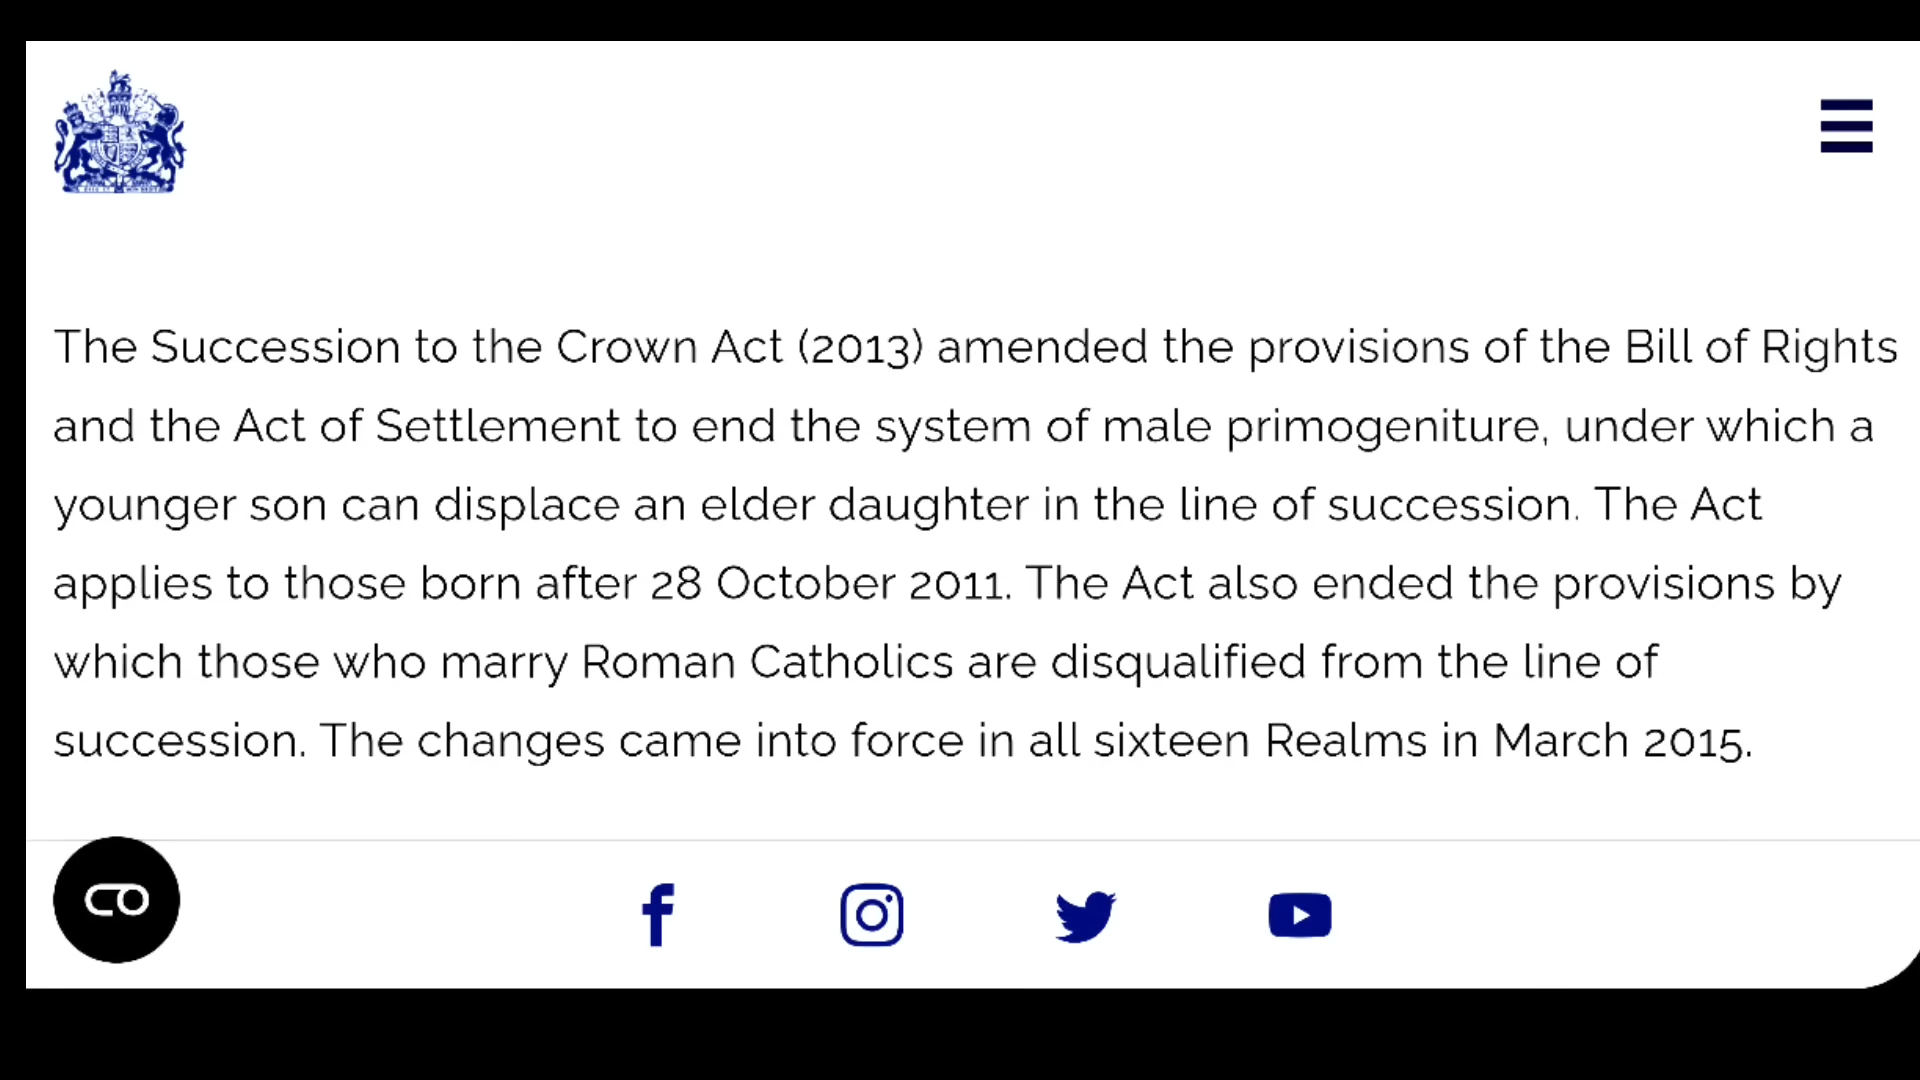 The Succession to the Crown Act (2013) amended the provisions of the Bill of Rights
and the Act of Settlement to end the system of male primogeniture, under which a
younger son can displace an elder daughter in the line of succession. The Act
applies to those born after 28 October 2011. The Act also ended the provisions by
which those who marry Roman Catholics are disqualified from the line of
succession. The changes came into force in all sixteen Realms in March 2015.